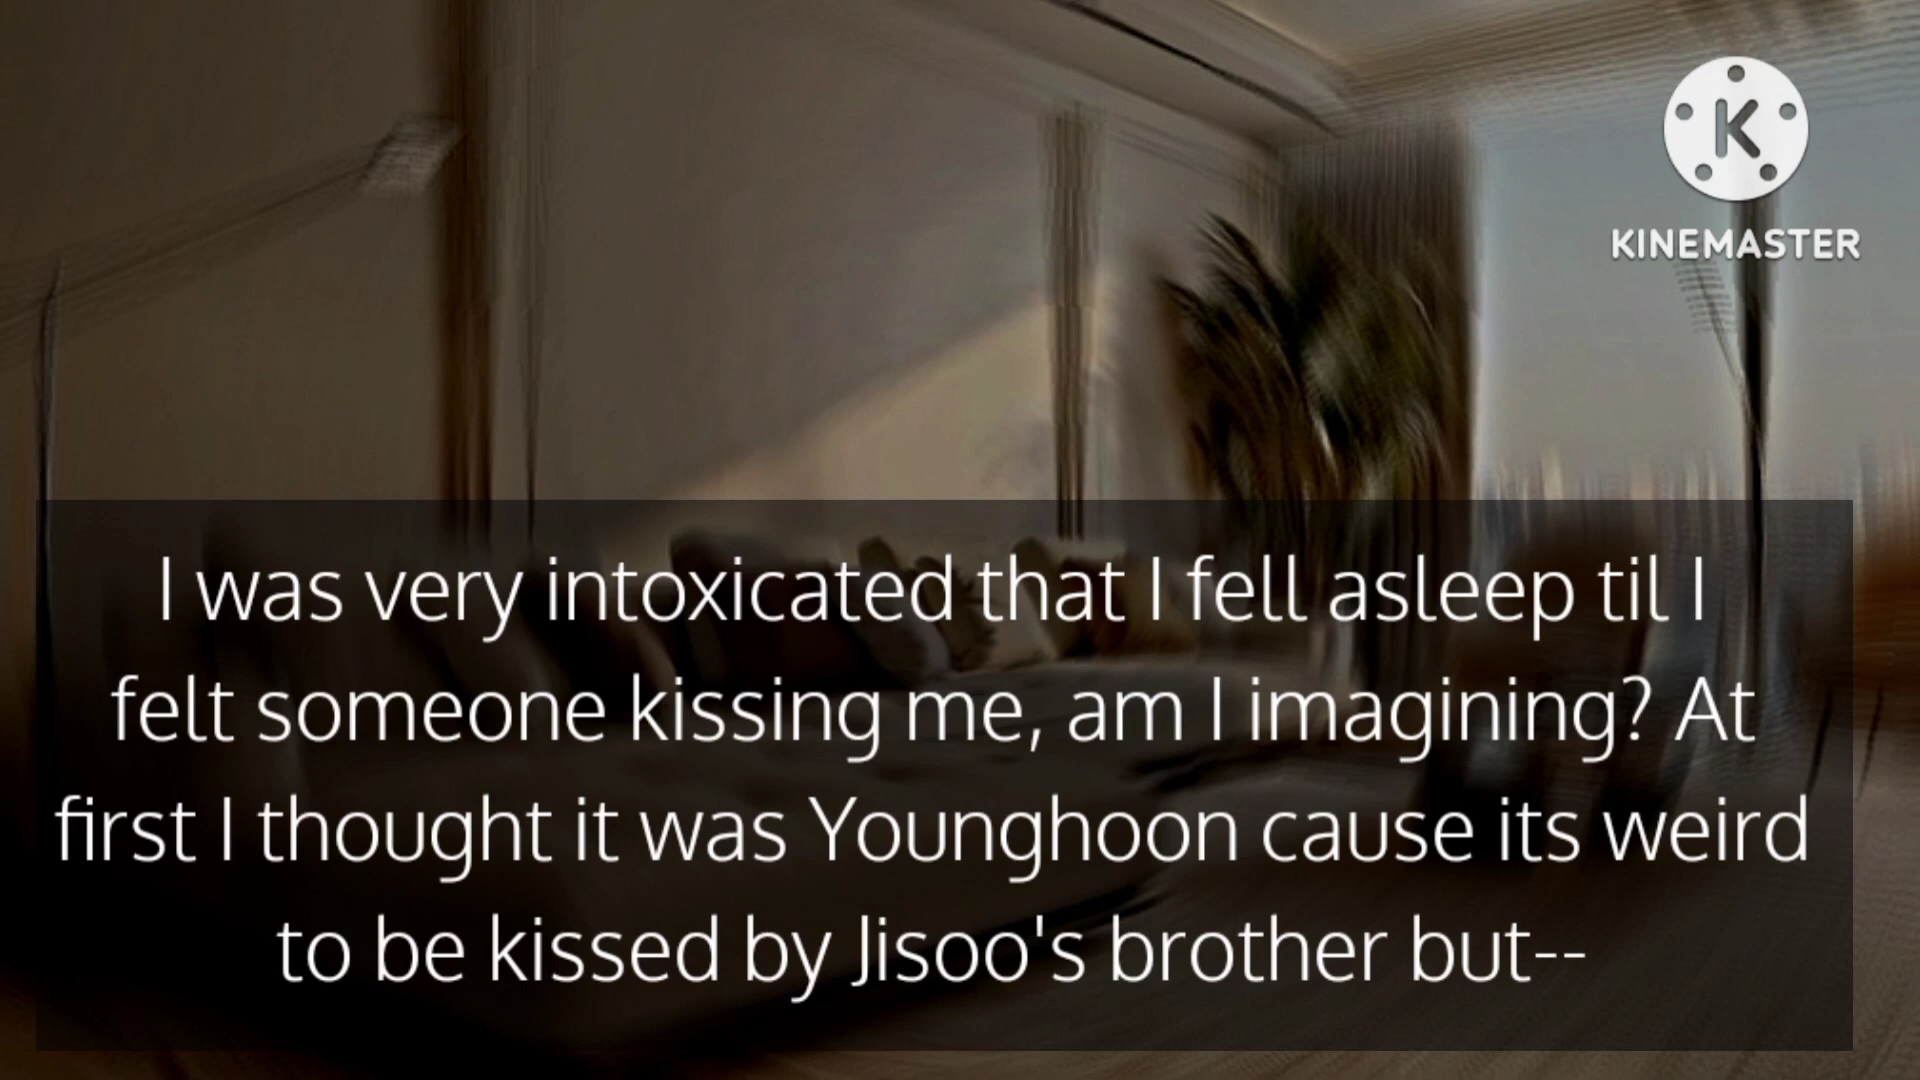 K
KINEMASTER
I was very intoxicated that I fell asleep til I
felt someone kissing me, am I imagining? At
first I thought it was Younghoon cause its weird
to be kissed by Jisoo's brother but--